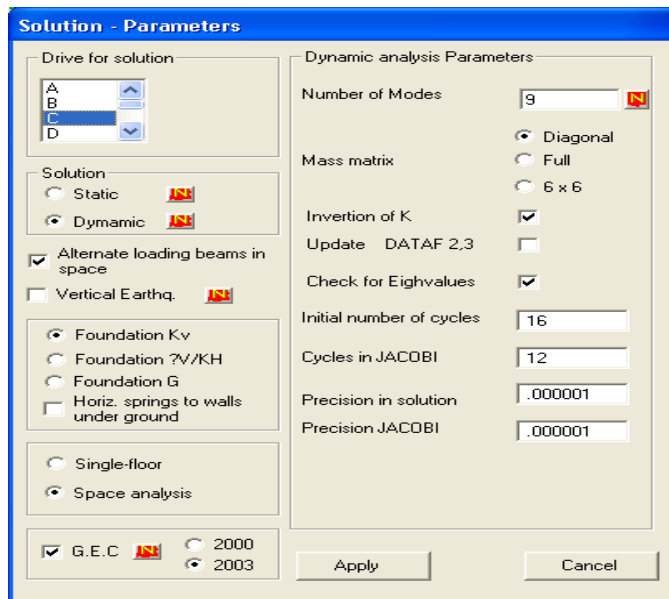 Solution - Parameters
Drive for solution
A
B
C
D
Solution
Static
Dymamic
Alternate loading beams in
space
Vertical Earthq.
Foundation Kv
Foundation ?V/KH
Foundation G
Horiz. springs to walls
under ground
Single-floor
Space analysis
G.E.C
2000
2003
Dynamic analysis Parameters
Number of Modes
9
N
Mass matrix
Diagonal
Full
6 x 6
Invertion of K
Update DATAF 2,3
Check for Eighvalues
Initial number of cycles
16
Cycles in JACOBI
12
Precision in solution
.000001
Precision JACOBI
.000001
Apply
Cancel